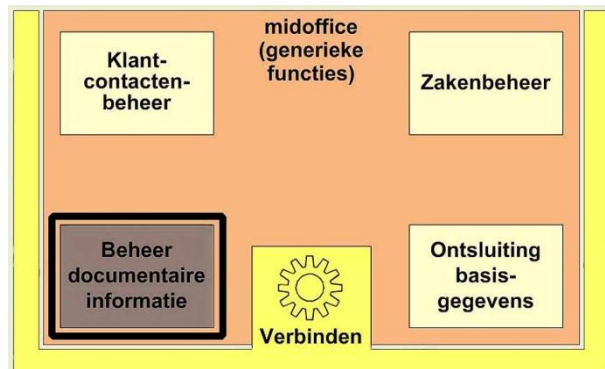 midoffice
(generieke
functies)
Klant-
contacten-
beheer
Zakenbeheer
Beheer
documentaire
informatie
Verbinden
Ontsluiting
basis-
gegevens